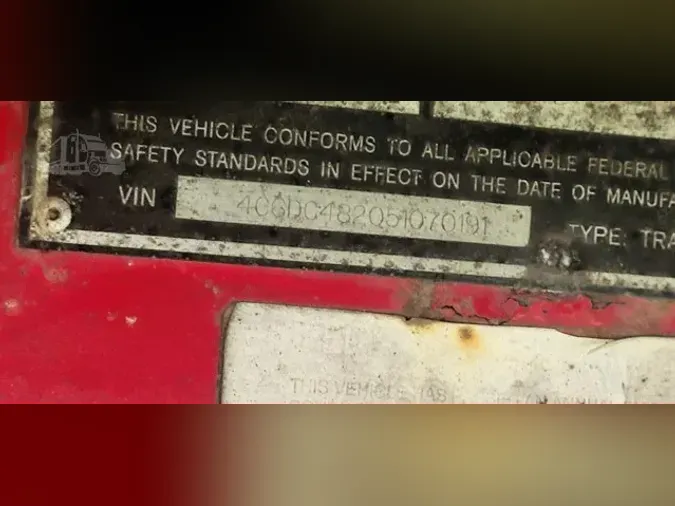 THIS VEHICLE CONFORMS TO ALL APPLICABLE FEDERAL
SAFETY STANDARDS IN EFFECT ON THE DATE OF MANUFA
VIN 4C6DC482051070191 TYPE: TRA
THIS VEHICLE HAS